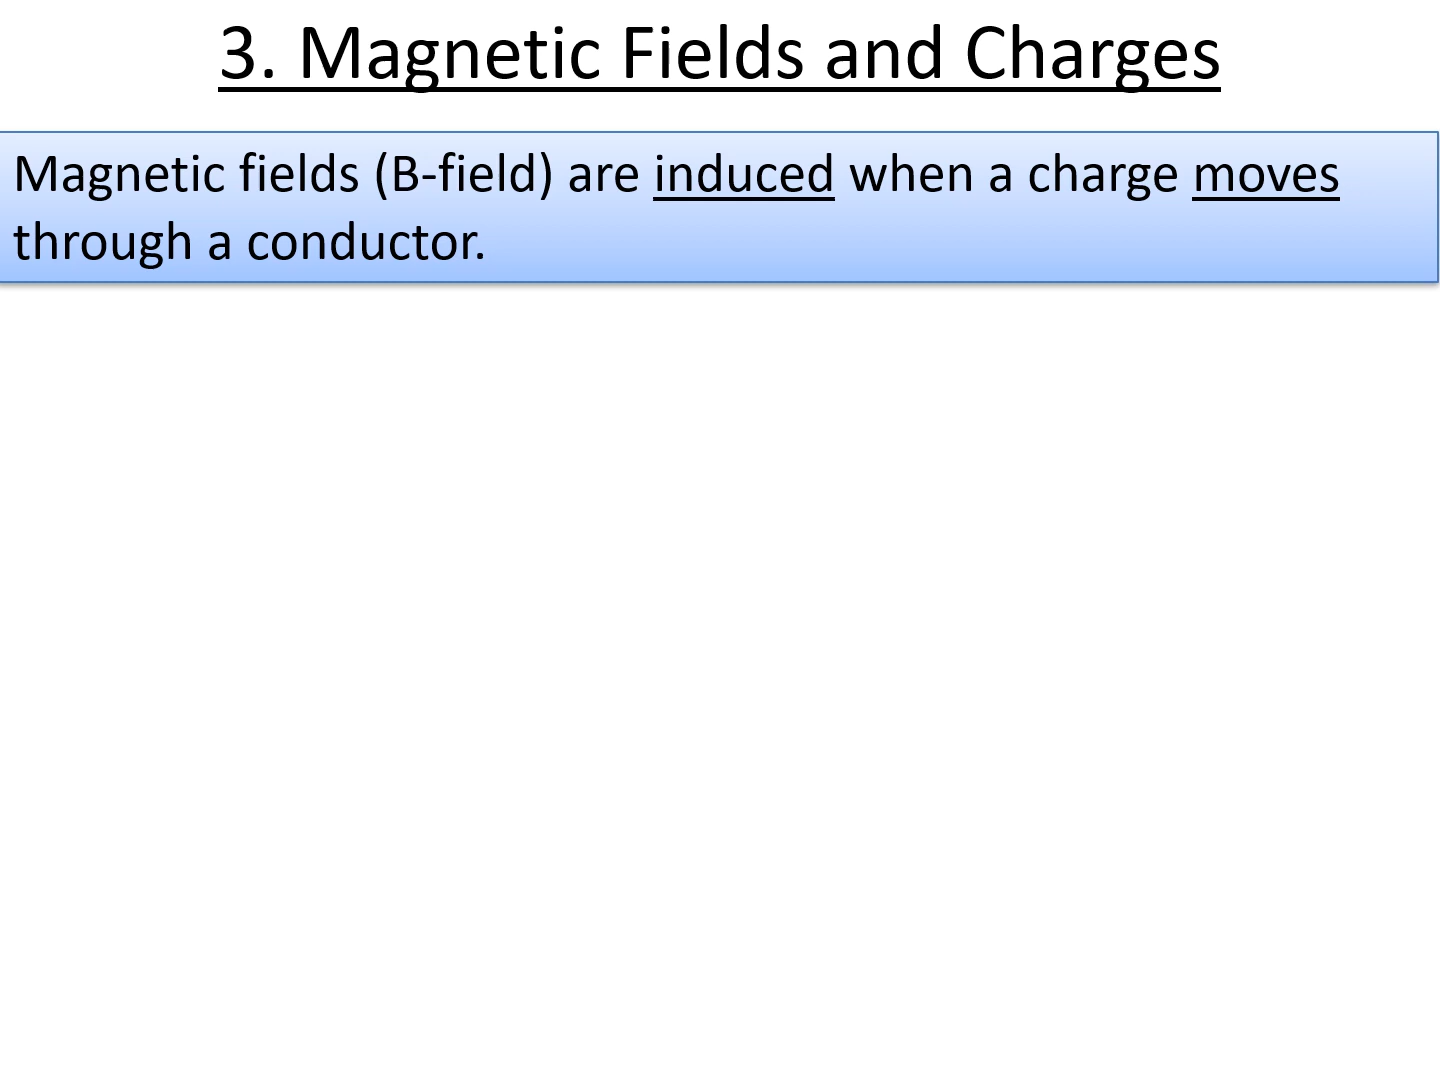 3. Magnetic Fields and Charges
Magnetic fields (B-field) are induced when a charge moves
through a conductor.